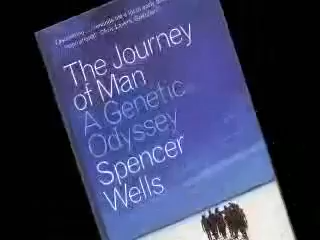 The Journey
of Man
A Genetic
Odyssey
Spencer
Wells